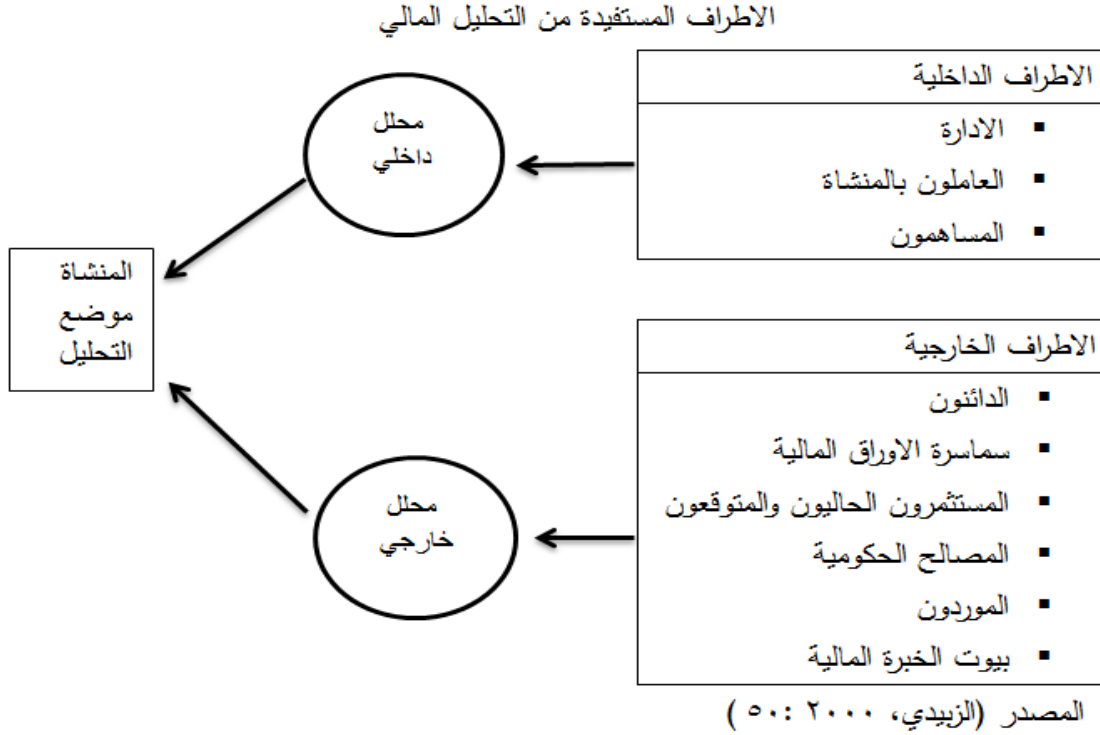 الاطراف المستفيدة من التحليل المالي
الاطراف الداخلية
▪ الادارة
▪ العاملون بالمنشاة
▪ المساهمون
محلل
داخلي
المنشاة
موضع
التحليل
الاطراف الخارجية
▪ الدائنون
▪ سماسرة الاوراق المالية
▪ المستثمرون الحاليون والمتوقعون
▪ المصالح الحكومية
▪ الموردون
▪ بيوت الخبرة المالية
محلل
خارجي
المصدر (الزبيدي، ٢٠٠٠ :٥٠ )